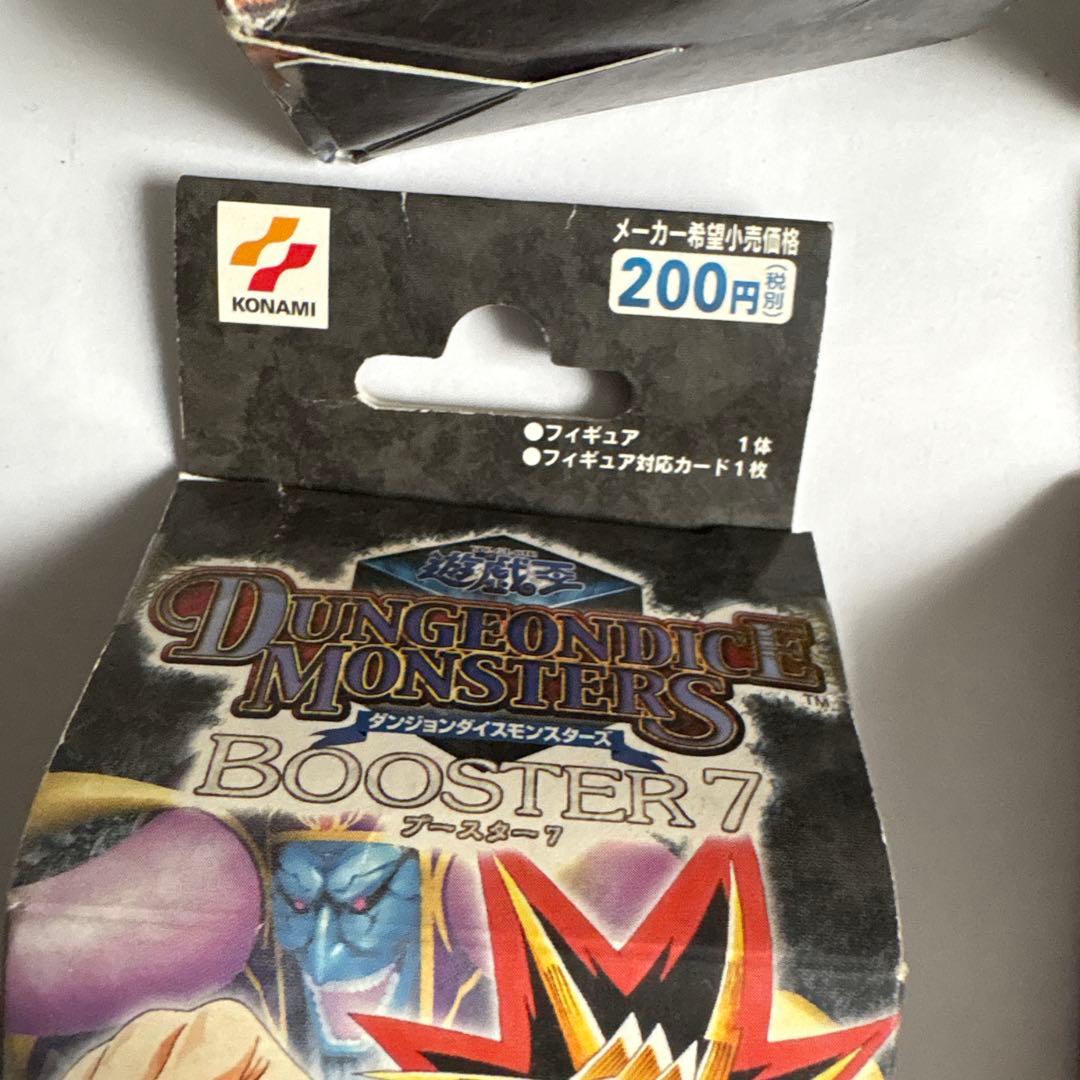 KONAMI
メーカー希望小売価格
200円(税別)
●フィギュア 1体
●フィギュア対応カード1枚
遊戯王
DUNGEONDICE
MONSTERS
TM
ダンジョンダイスモンスターズ
BOOSTER 7
ブースター7